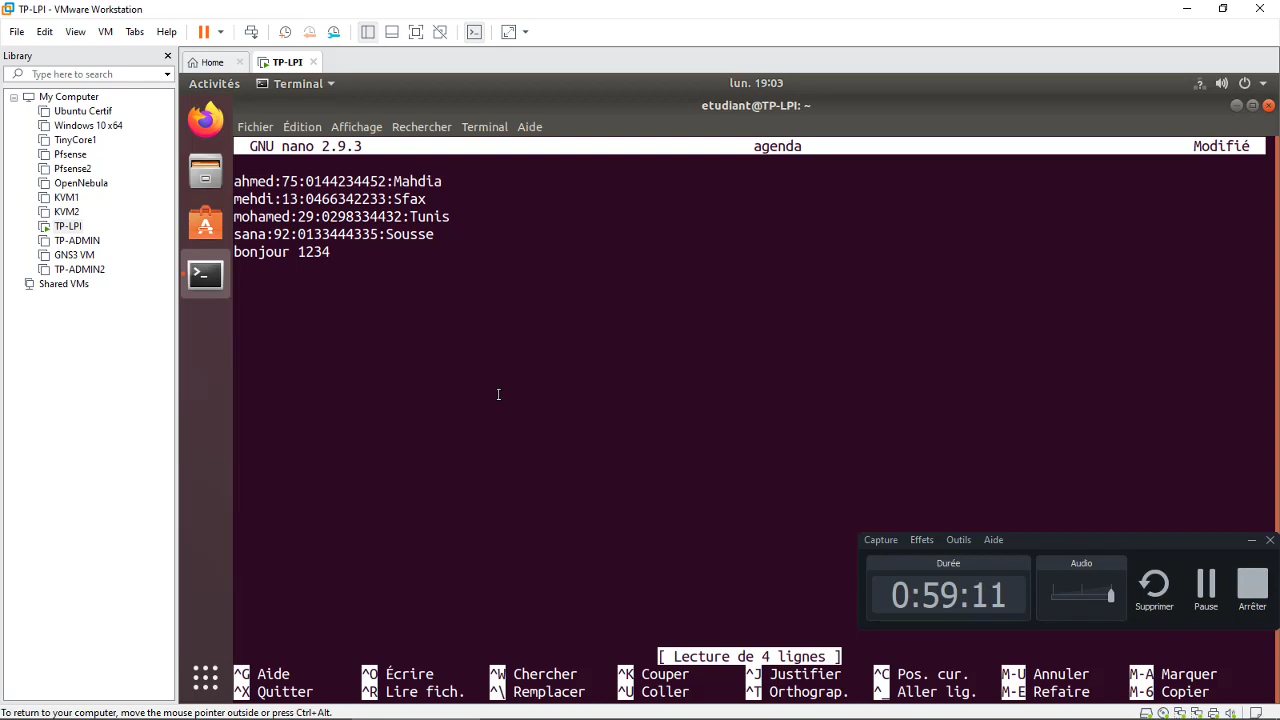 TP-LPI - VMware Workstation
File Edit View VM Tabs Help
Library
Type here to search
My Computer
Ubuntu Certif
Windows 10 x64
TinyCore1
Pfsense
Pfsense2
OpenNebula
KVM1
KVM2
TP-LPI
TP-ADMIN
GNS3 VM
TP-ADMIN2
Shared VMs
Home TP-LPI
Activités Terminal lun. 19:03
etudiant@TP-LPI: ~
Fichier Édition Affichage Rechercher Terminal Aide
GNU nano 2.9.3 agenda Modifié
ahmed:75:0144234452:Mahdia
mehdi:13:0466342233:Sfax
mohamed:29:0298334432:Tunis
sana:92:0133444335:Sousse
bonjour 1234
Capture Effets Outils Aide
Durée Audio
0:59:11
Supprimer Pause Arrêter
[ Lecture de 4 lignes ]
^G Aide ^O Écrire ^W Chercher ^K Couper ^J Justifier ^C Pos. cur. M-U Annuler M-A Marquer
^X Quitter ^R Lire fich. ^\ Remplacer ^U Coller ^T Orthograp. ^_ Aller lig. M-E Refaire M-6 Copier
To return to your computer, move the mouse pointer outside or press Ctrl+Alt.